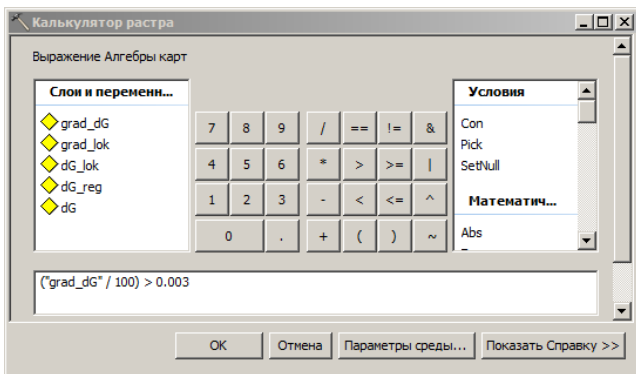 Калькулятор растра
Выражение Алгебры карт
Слои и переменн...
grad_dG
grad_lok
dG_lok
dG_reg
dG
7 8 9 / == != &
4 5 6 * > >= |
1 2 3 - < <= ^
0 . + ( ) ~
Условия
Con
Pick
SetNull
Математич...
Abs
("grad_dG" / 100) > 0.003
OK Отмена Параметры среды... Показать Справку >>